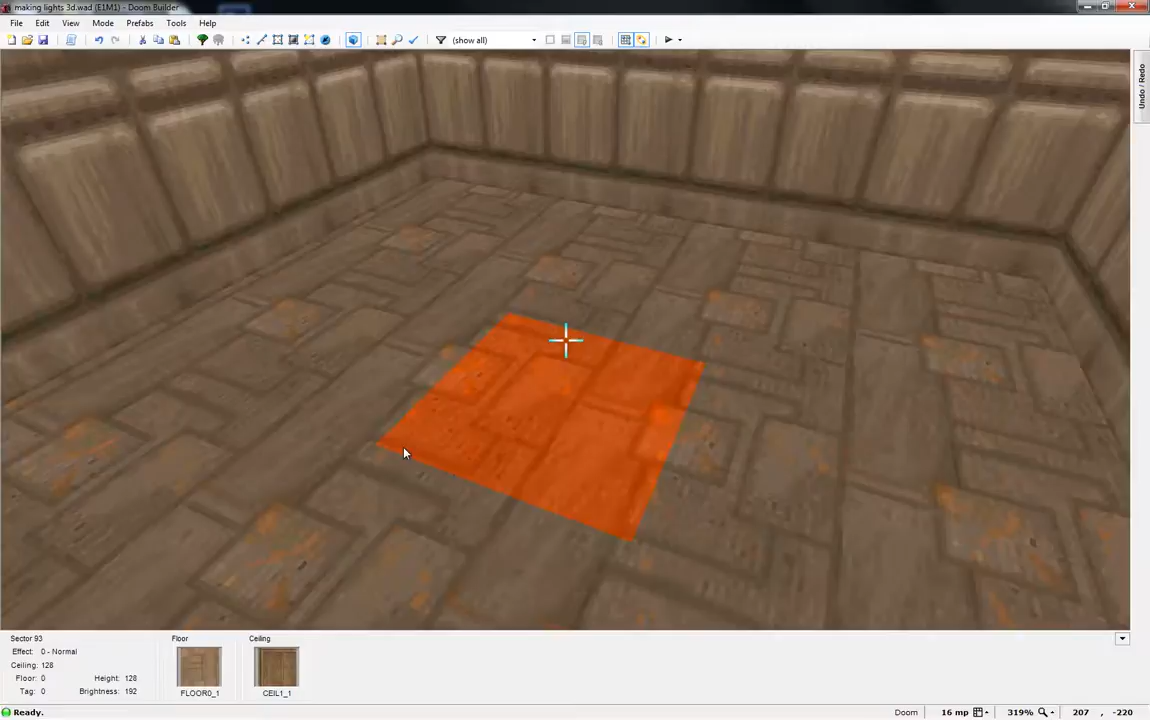 making lights 3d.wad (E1M1) - Doom Builder
File Edit View Mode Prefabs Tools Help
(show all)
Undo / Redo
Sector 93
Effect: 0 - Normal
Ceiling: 128
Floor: 0 Height: 128
Tag: 0 Brightness: 192
Floor
FLOOR0_1
Ceiling
CEIL1_1
Ready.
Doom 16 mp 319% 207 , -220